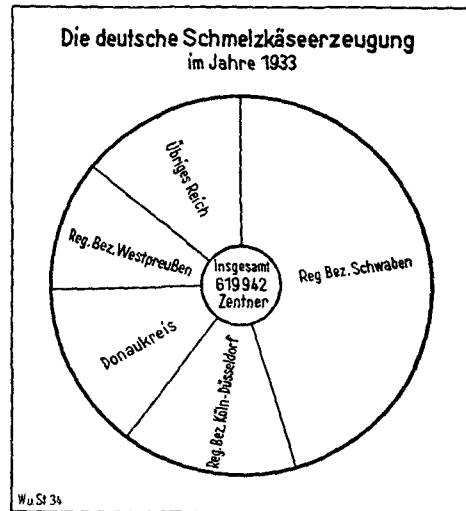 Die deutsche Schmelzkäseerzeugung
im Jahre 1933
Übriges Reich
Reg. Bez. Westpreußen
Reg Bez. Schwaben
Insgesamt
619942
Zentner
Donaukreis
Reg. Bez. Köln-Düsseldorf
W.u.St 34